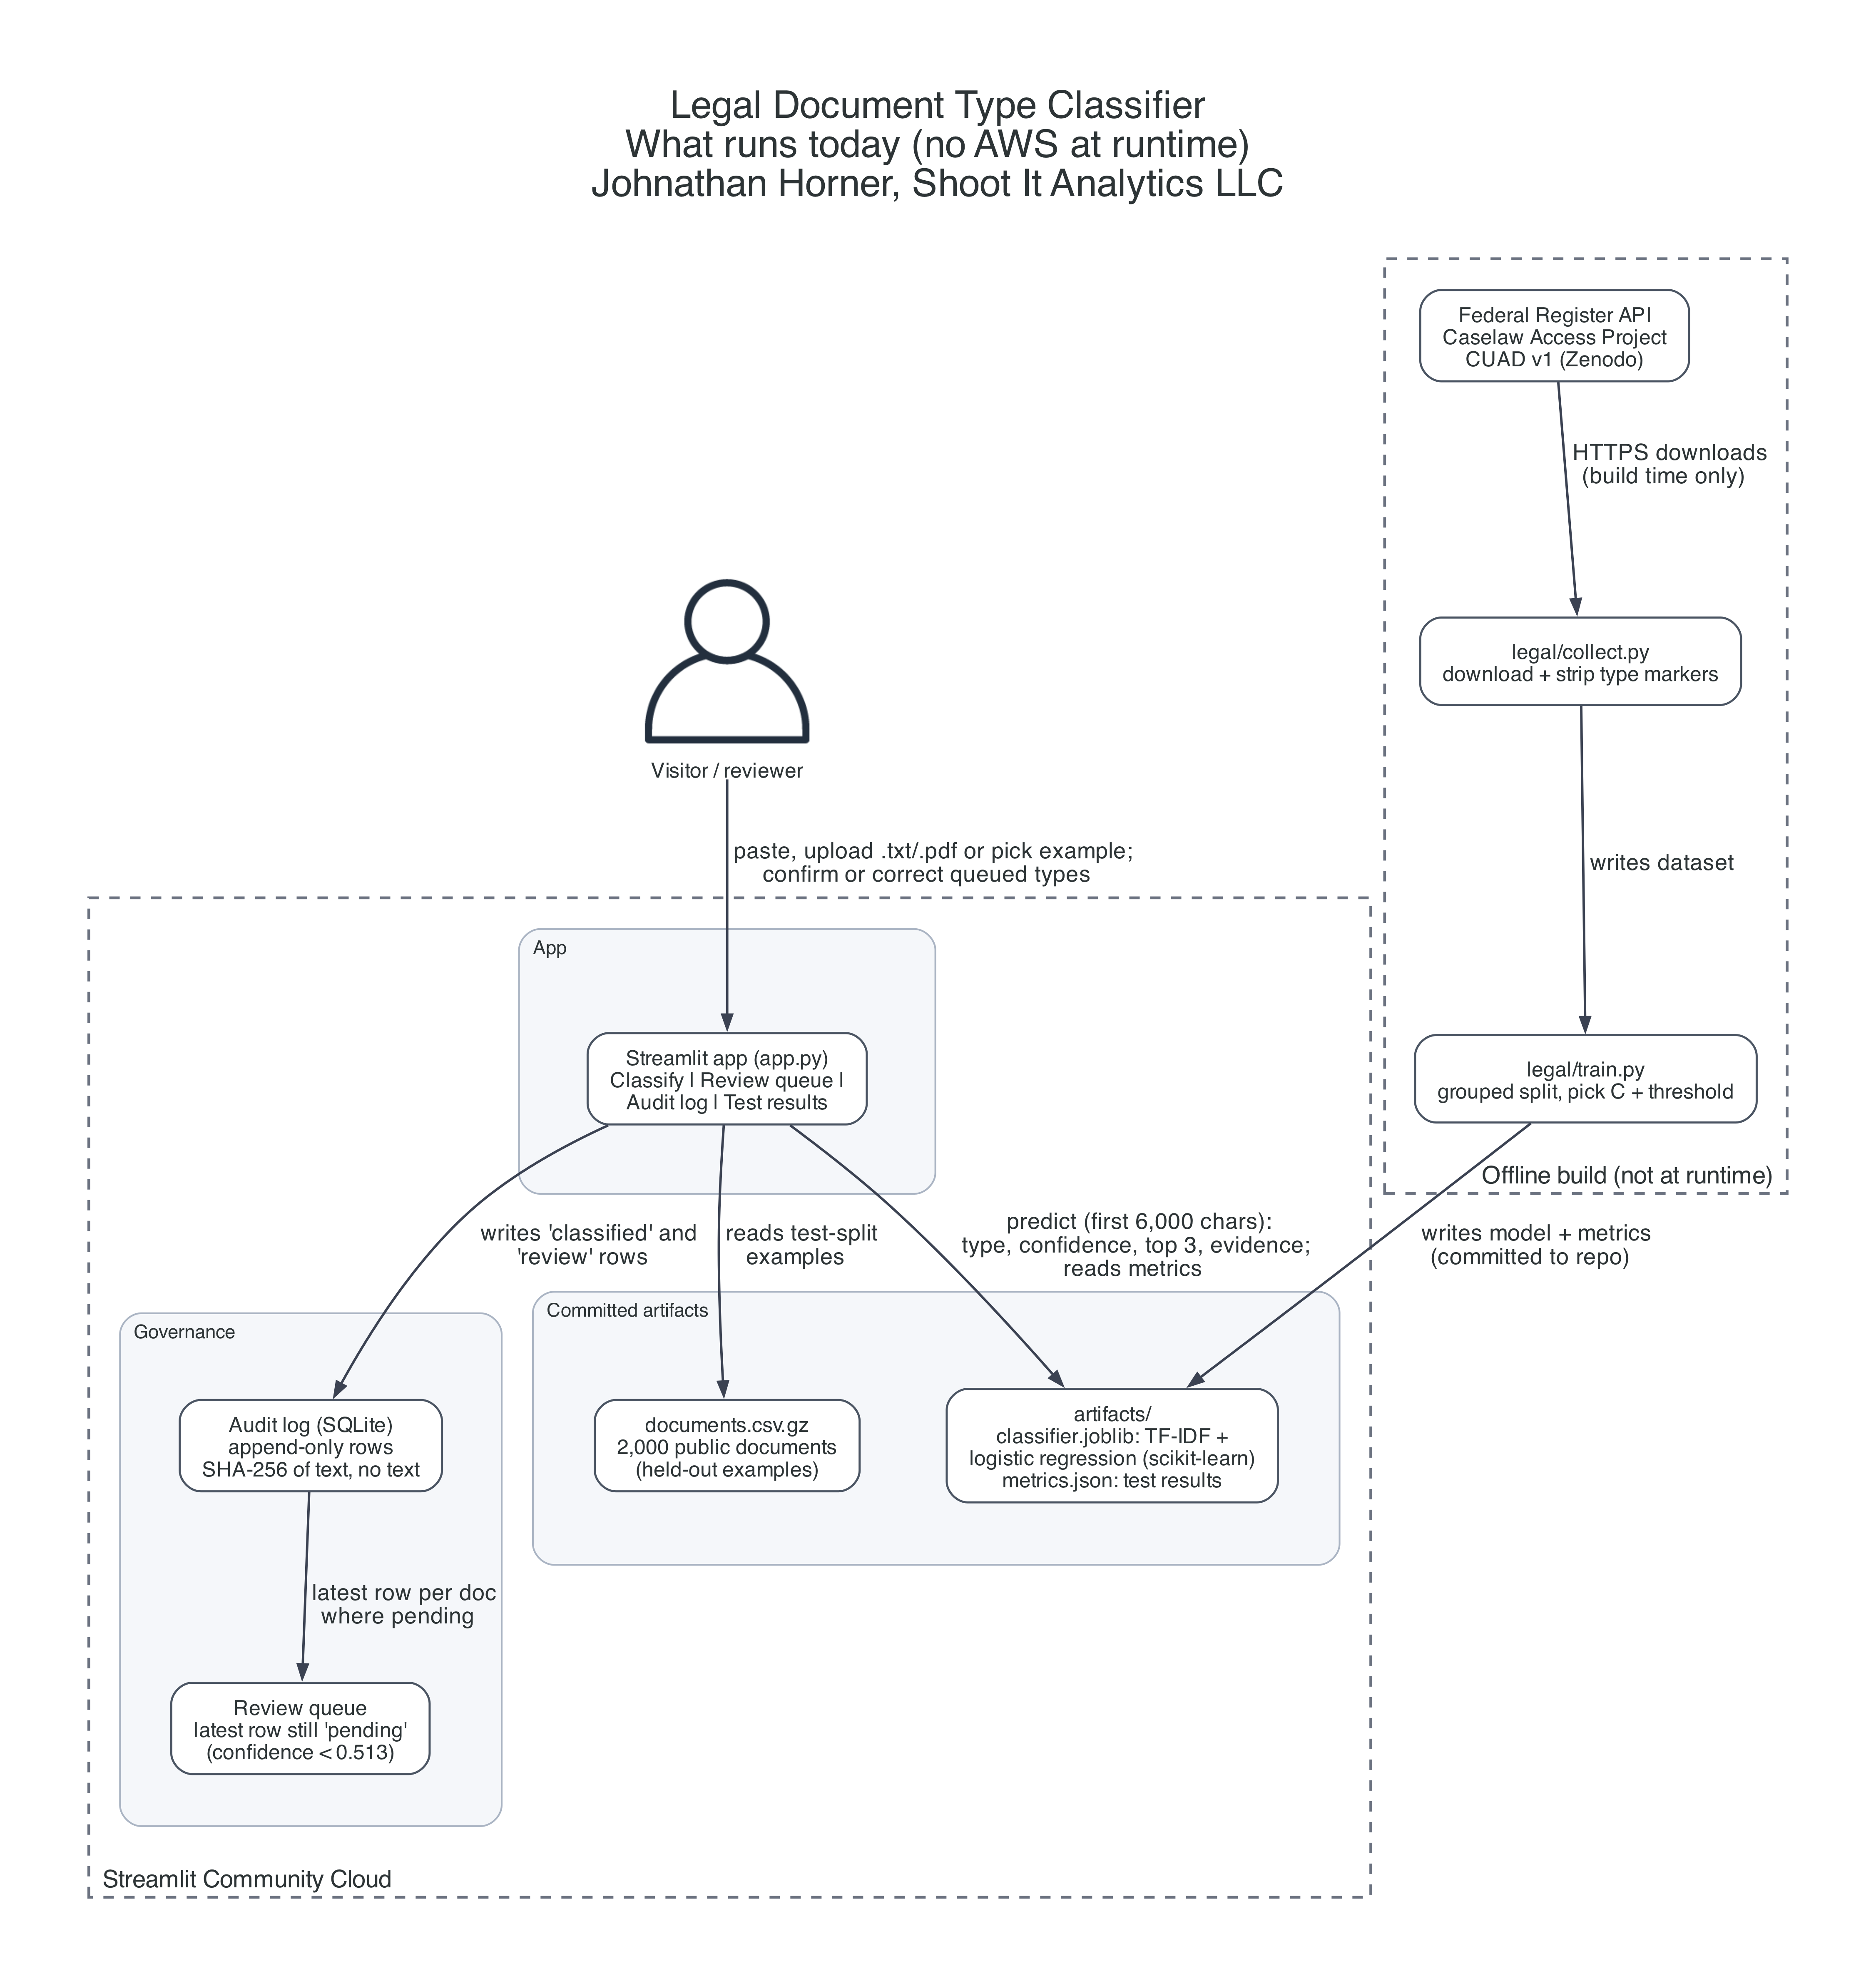 Legal Document Type Classifier
What runs today (no AWS at runtime)
Johnathan Horner, Shoot It Analytics LLC
Federal Register API
Caselaw Access Project
CUAD v1 (Zenodo)
HTTPS downloads
(build time only)
legal/collect.py
download + strip type markers
writes dataset
legal/train.py
grouped split, pick C + threshold
Offline build (not at runtime)
writes model + metrics
(committed to repo)
Visitor / reviewer
paste, upload .txt/.pdf or pick example;
confirm or correct queued types
App
Streamlit app (app.py)
Classify | Review queue |
Audit log | Test results
writes 'classified' and
'review' rows
reads test-split
examples
predict (first 6,000 chars):
type, confidence, top 3, evidence;
reads metrics
Governance
Audit log (SQLite)
append-only rows
SHA-256 of text, no text
latest row per doc
where pending
Review queue
latest row still 'pending'
(confidence < 0.513)
Committed artifacts
documents.csv.gz
2,000 public documents
(held-out examples)
artifacts/
classifier.joblib: TF-IDF +
logistic regression (scikit-learn)
metrics.json: test results
Streamlit Community Cloud